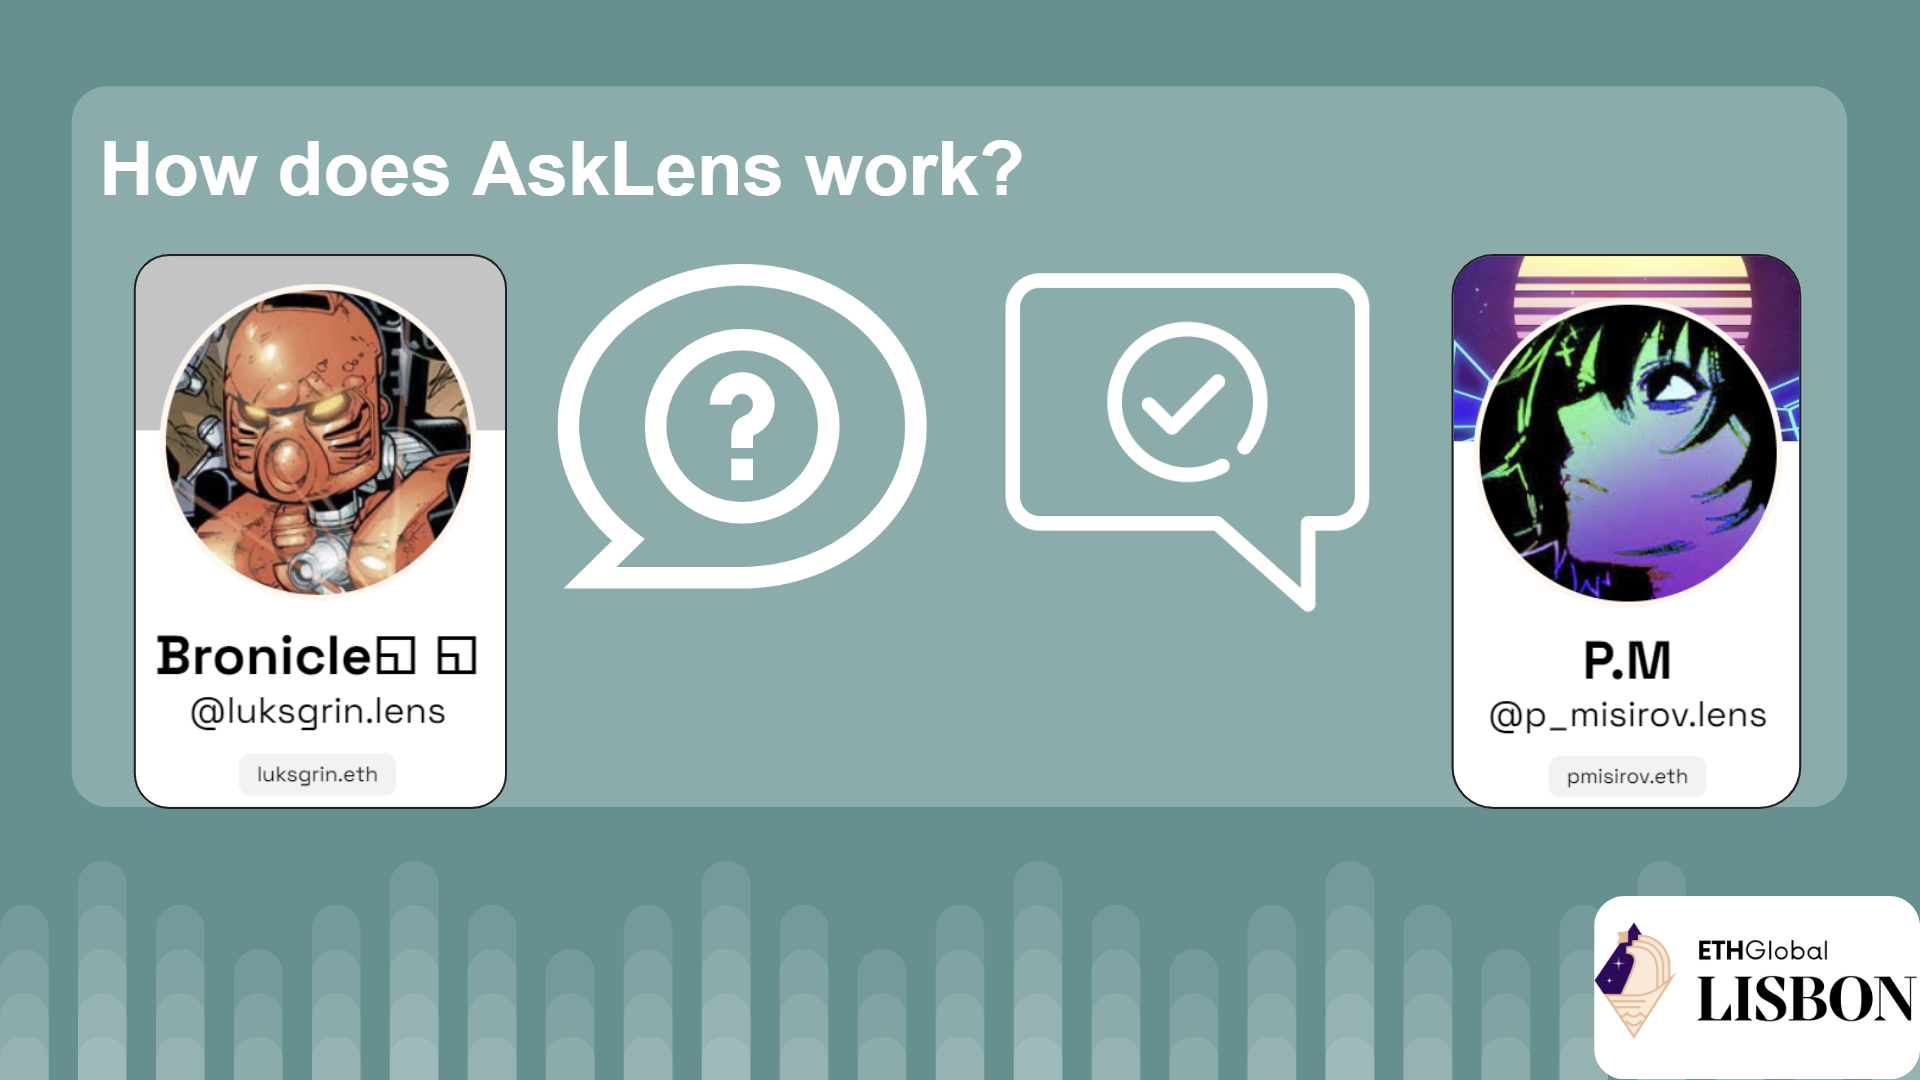 How does AskLens work?
Bronicle
@luksgrin.lens
luksgrin.eth
P.M
@p_misirov.lens
pmisirov.eth
ETHGlobal
LISBON